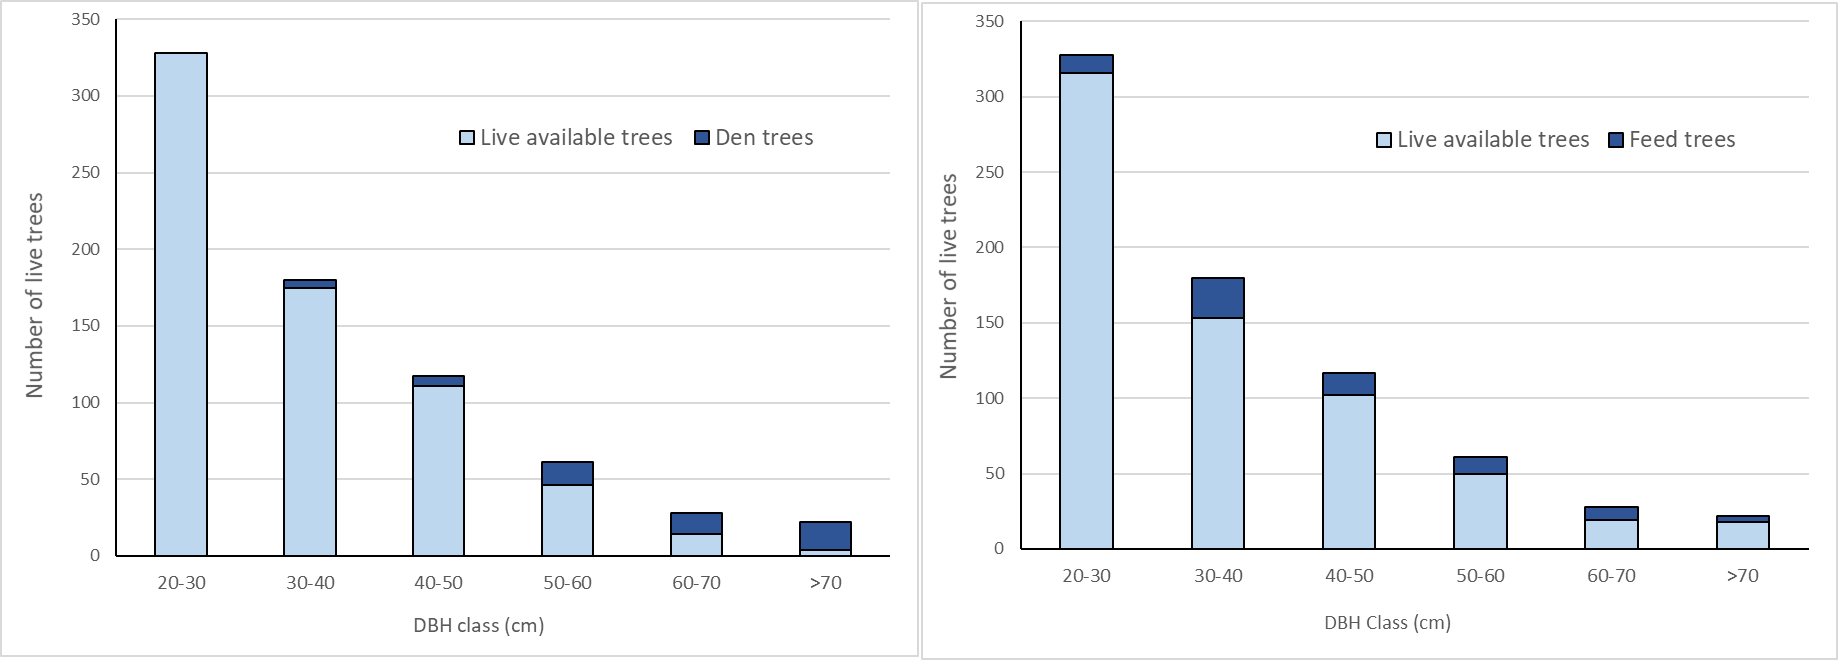 350
300
250
200
150
100
50
0
Number of live trees
Live available trees Den trees
20-30 30-40 40-50 50-60 60-70 >70
DBH class (cm)
350
300
250
200
150
100
50
0
Number of live trees
Live available trees Feed trees
20-30 30-40 40-50 50-60 60-70 >70
DBH Class (cm)